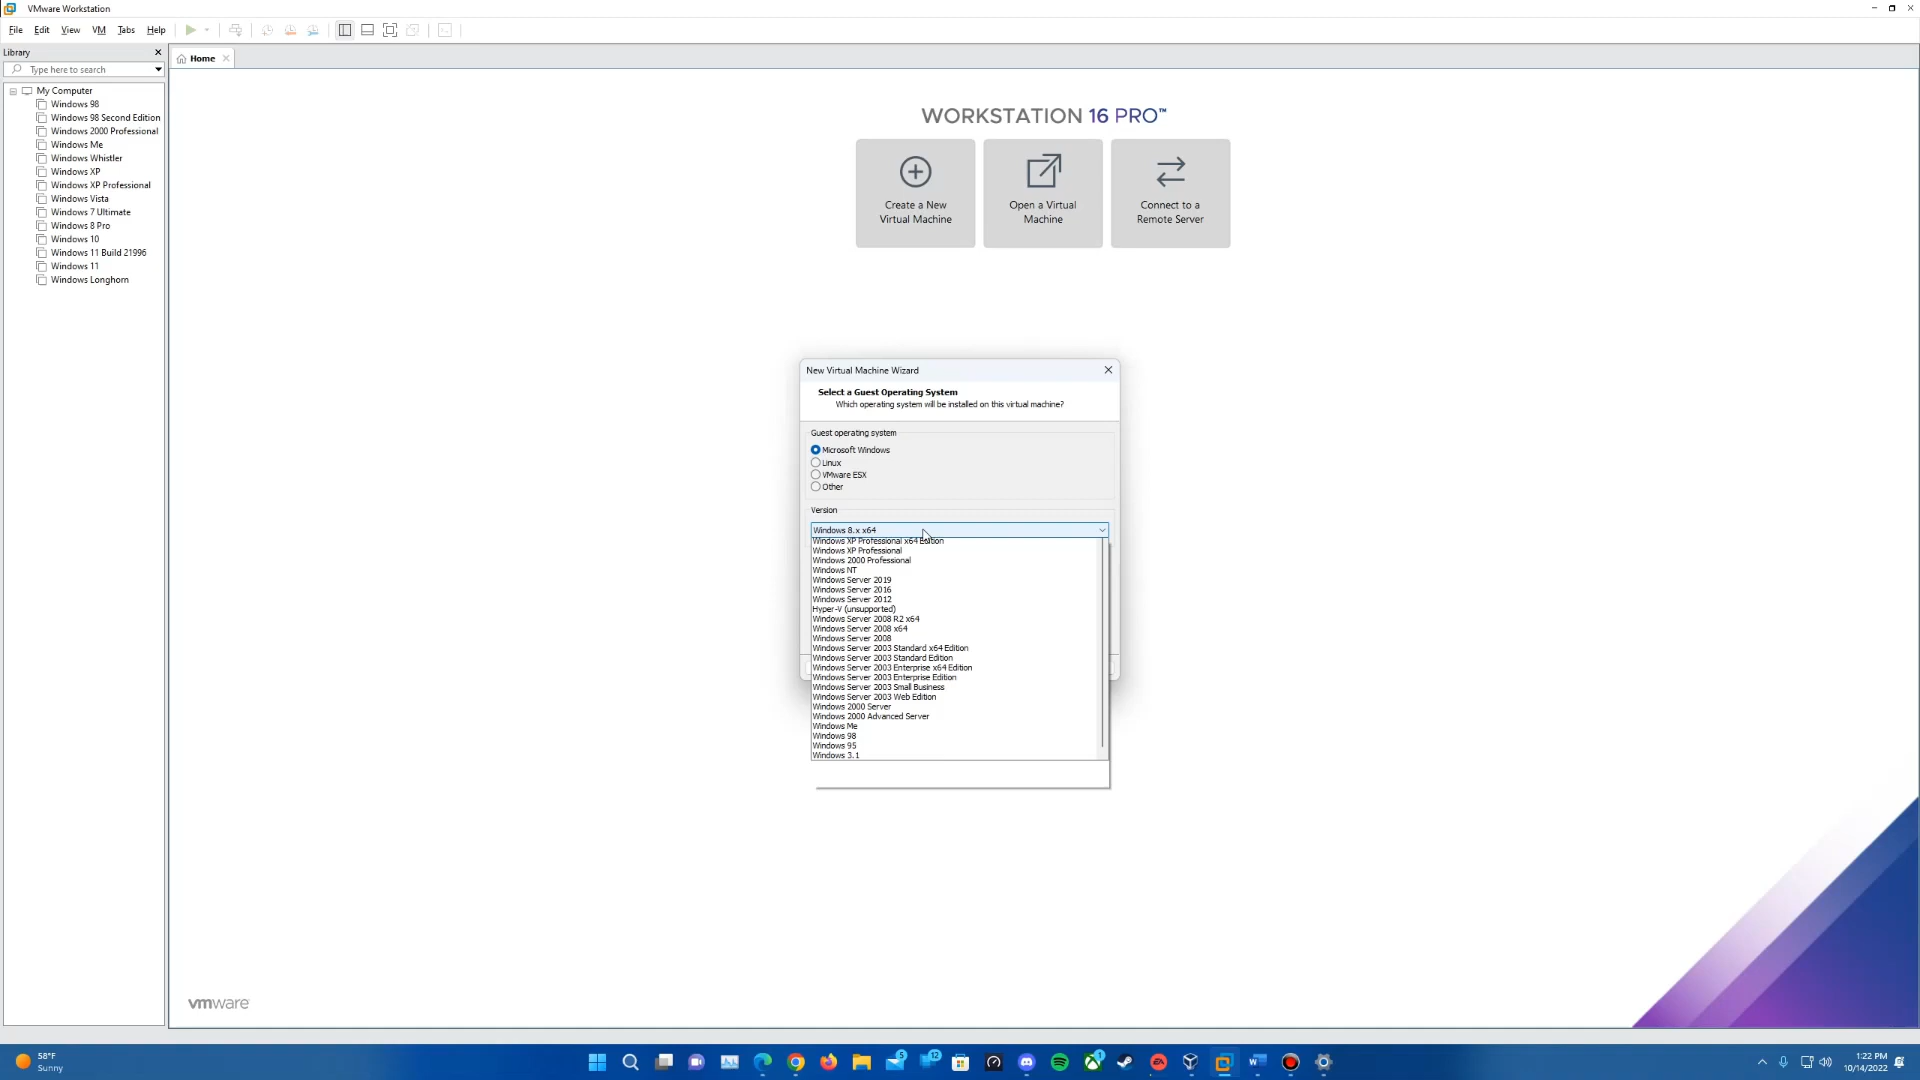 VMware Workstation
File Edit View VM Tabs Help
Library
Type here to search
Home
My Computer
Windows 98
Windows 98 Second Edition
Windows 2000 Professional
Windows Me
Windows Whistler
Windows XP
Windows XP Professional
Windows Vista
Windows 7 Ultimate
Windows 8 Pro
Windows 10
Windows 11 Build 21996
Windows 11
Windows Longhorn
WORKSTATION 16 PRO™
Create a New
Virtual Machine
Open a Virtual
Machine
Connect to a
Remote Server
New Virtual Machine Wizard
Select a Guest Operating System
Which operating system will be installed on this virtual machine?
Guest operating system
Microsoft Windows
Linux
VMware ESX
Other
Version
Windows 8.x x64
Windows XP Professional x64 Edition
Windows XP Professional
Windows 2000 Professional
Windows NT
Windows Server 2019
Windows Server 2016
Windows Server 2012
Hyper-V (unsupported)
Windows Server 2008 R2 x64
Windows Server 2008 x64
Windows Server 2008
Windows Server 2003 Standard x64 Edition
Windows Server 2003 Standard Edition
Windows Server 2003 Enterprise x64 Edition
Windows Server 2003 Enterprise Edition
Windows Server 2003 Small Business
Windows Server 2003 Web Edition
Windows 2000 Server
Windows 2000 Advanced Server
Windows Me
Windows 98
Windows 95
Windows 3.1
vmware
58°F
Sunny
5
12
1
EA
W
1:22 PM
10/14/2022